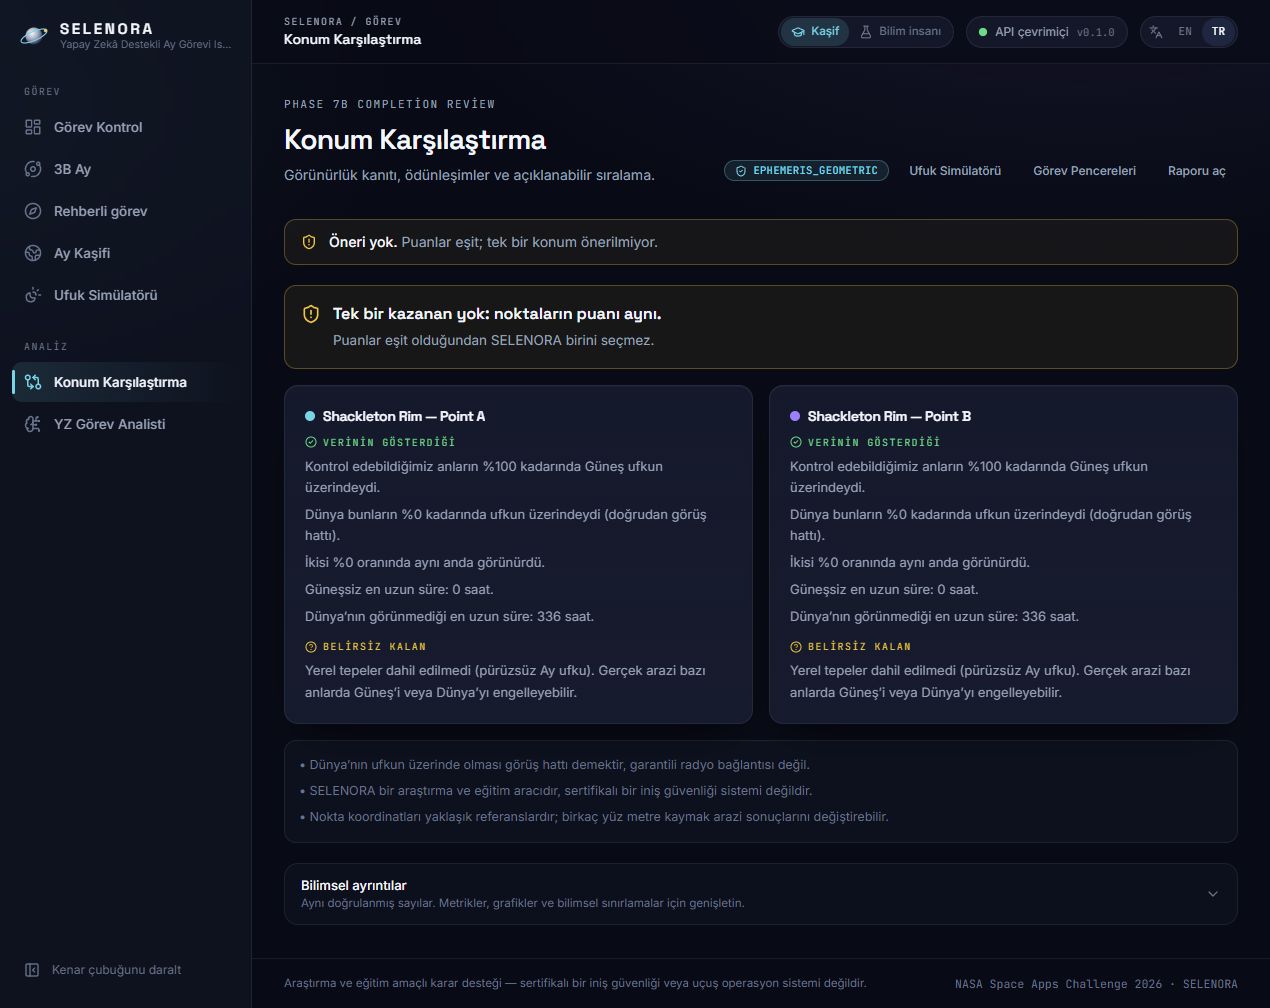 SELENORA
Yapay Zekâ Destekli Ay Görevi Is...
GÖREV
Görev Kontrol
3B Ay
Rehberli görev
Ay Kaşifi
Ufuk Simülatörü
ANALİZ
Konum Karşılaştırma
YZ Görev Analisti
Kenar çubuğunu daralt
SELENORA / GÖREV
Konum Karşılaştırma
Kaşif
Bilim insanı
API çevrimiçi v0.1.0
EN
TR
PHASE 7B COMPLETİON REVİEW
Konum Karşılaştırma
Görünürlük kanıtı, ödünleşimler ve açıklanabilir sıralama.
EPHEMERIS_GEOMETRIC
Ufuk Simülatörü
Görev Pencereleri
Raporu aç
Öneri yok. Puanlar eşit; tek bir konum önerilmiyor.
Tek bir kazanan yok: noktaların puanı aynı.
Puanlar eşit olduğundan SELENORA birini seçmez.
Shackleton Rim — Point A
VERİNİN GÖSTERDİĞİ
Kontrol edebildiğimiz anların %100 kadarında Güneş ufkun
üzerindeydi.
Dünya bunların %0 kadarında ufkun üzerindeydi (doğrudan görüş
hattı).
İkisi %0 oranında aynı anda görünürdü.
Güneşsiz en uzun süre: 0 saat.
Dünya’nın görünmediği en uzun süre: 336 saat.
BELİRSİZ KALAN
Yerel tepeler dahil edilmedi (pürüzsüz Ay ufku). Gerçek arazi bazı
anlarda Güneş’i veya Dünya’yı engelleyebilir.
Shackleton Rim — Point B
VERİNİN GÖSTERDİĞİ
Kontrol edebildiğimiz anların %100 kadarında Güneş ufkun
üzerindeydi.
Dünya bunların %0 kadarında ufkun üzerindeydi (doğrudan görüş
hattı).
İkisi %0 oranında aynı anda görünürdü.
Güneşsiz en uzun süre: 0 saat.
Dünya’nın görünmediği en uzun süre: 336 saat.
BELİRSİZ KALAN
Yerel tepeler dahil edilmedi (pürüzsüz Ay ufku). Gerçek arazi bazı
anlarda Güneş’i veya Dünya’yı engelleyebilir.
• Dünya’nın ufkun üzerinde olması görüş hattı demektir, garantili radyo bağlantısı değil.
• SELENORA bir araştırma ve eğitim aracıdır, sertifikalı bir iniş güvenliği sistemi değildir.
• Nokta koordinatları yaklaşık referanslardır; birkaç yüz metre kaymak arazi sonuçlarını değiştirebilir.
Bilimsel ayrıntılar
Aynı doğrulanmış sayılar. Metrikler, grafikler ve bilimsel sınırlamalar için genişletin.
Araştırma ve eğitim amaçlı karar desteği — sertifikalı bir iniş güvenliği veya uçuş operasyon sistemi değildir.
NASA Space Apps Challenge 2026 · SELENORA